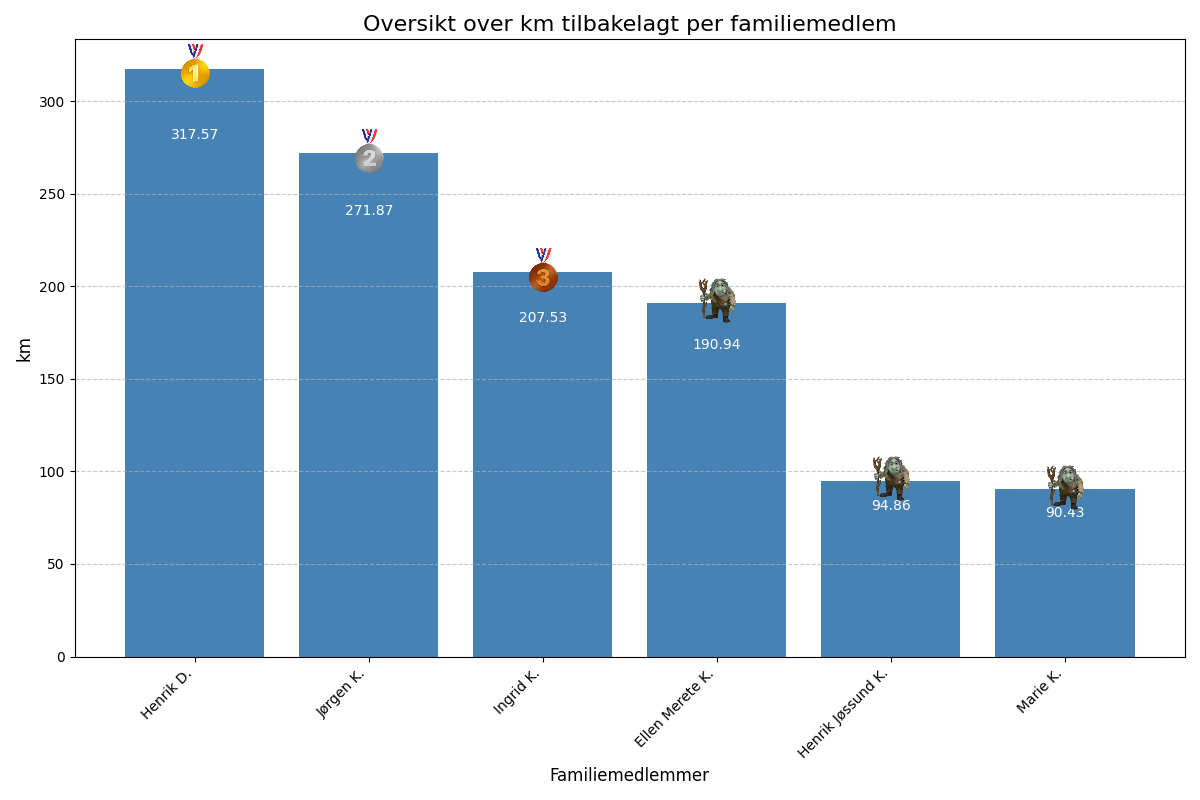 Oversikt over km tilbakelagt per familiemedlem
km
300
250
200
150
100
50
0
1
317.57
2
271.87
3
207.53
190.94
94.86
90.43
Henrik D.
Jørgen K.
Ingrid K.
Ellen Merete K.
Henrik Jøssund K.
Marie K.
Familiemedlemmer